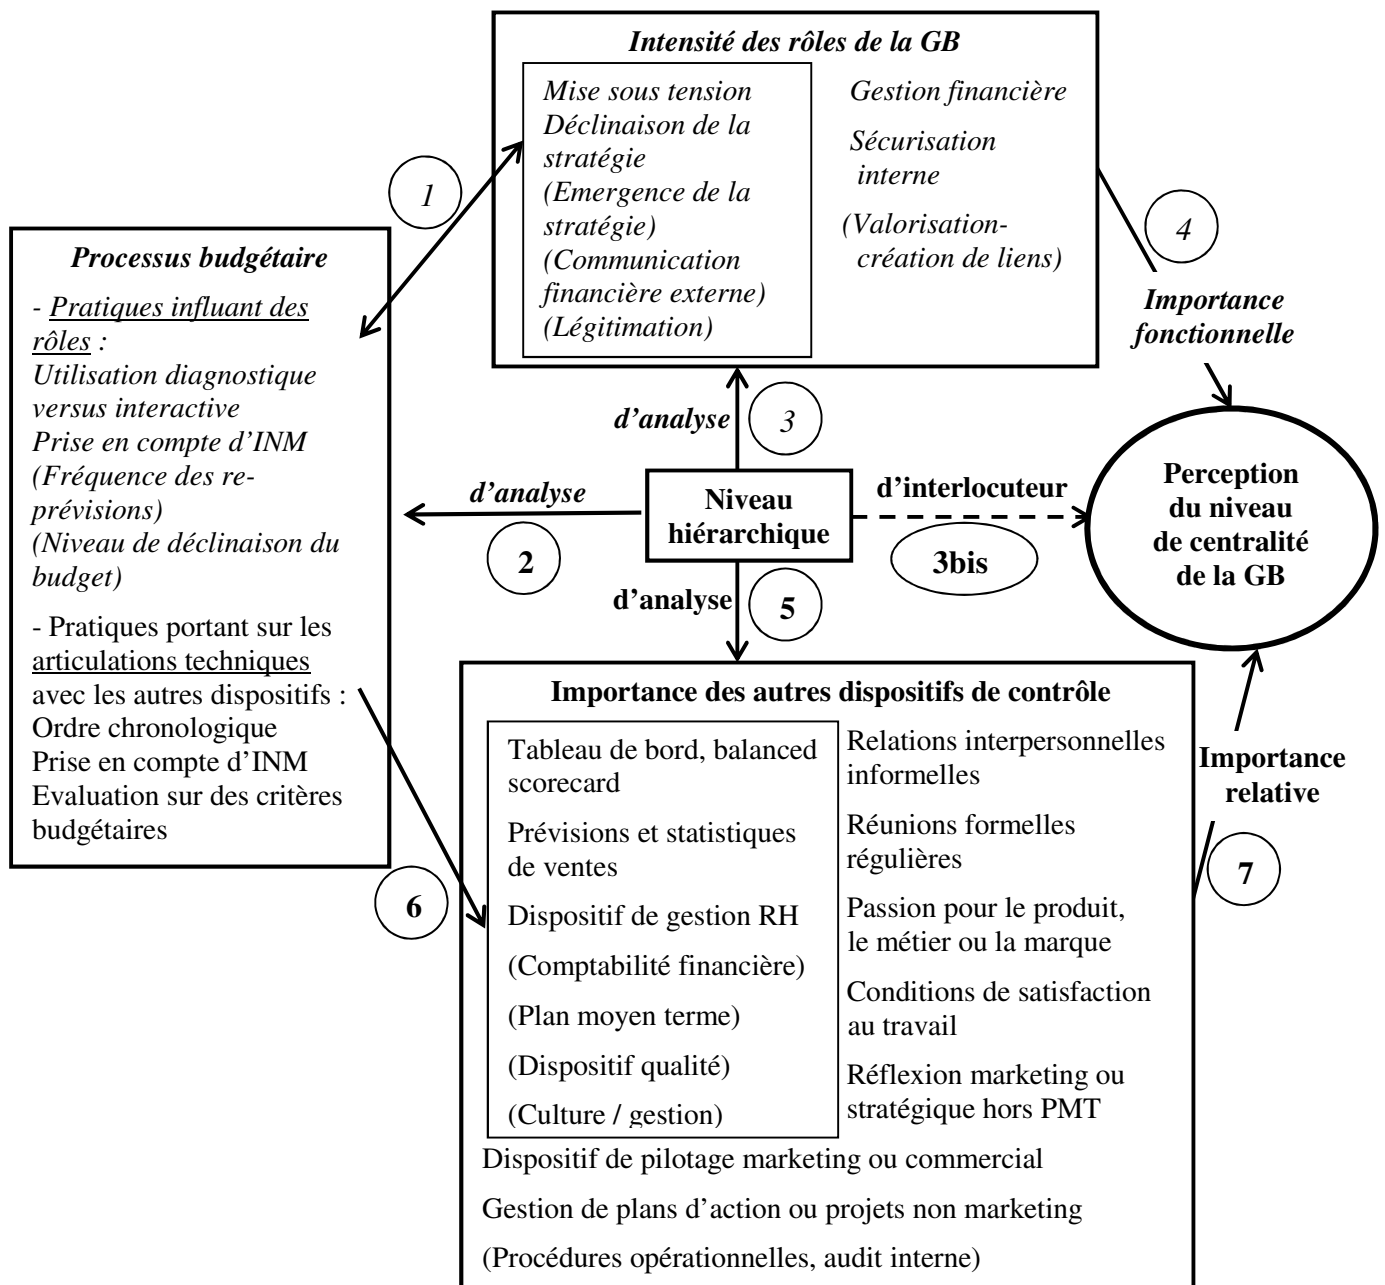 Intensité des rôles de la GB
Mise sous tension
Déclinaison de la
stratégie
(Emergence de la
stratégie)
(Communication
financière externe)
(Légitimation)
Gestion financière
Sécurisation
interne
(Valorisation-
création de liens)
1
4
Processus budgétaire
- Pratiques influant des
rôles :
Utilisation diagnostique
versus interactive
Prise en compte d’INM
(Fréquence des re-
prévisions)
(Niveau de déclinaison du
budget)
- Pratiques portant sur les
articulations techniques
avec les autres dispositifs :
Ordre chronologique
Prise en compte d’INM
Evaluation sur des critères
budgétaires
Importance
fonctionnelle
d’analyse
3
d’analyse
2
Niveau
hiérarchique
d’interlocuteur
3bis
Perception
du niveau
de centralité
de la GB
d’analyse
5
Importance des autres dispositifs de contrôle
Tableau de bord, balanced
scorecard
Prévisions et statistiques
de ventes
Dispositif de gestion RH
(Comptabilité financière)
(Plan moyen terme)
(Dispositif qualité)
(Culture / gestion)
Relations interpersonnelles
informelles
Réunions formelles
régulières
Passion pour le produit,
le métier ou la marque
Conditions de satisfaction
au travail
Réflexion marketing ou
stratégique hors PMT
Dispositif de pilotage marketing ou commercial
Gestion de plans d’action ou projets non marketing
(Procédures opérationnelles, audit interne)
6
Importance
relative
7